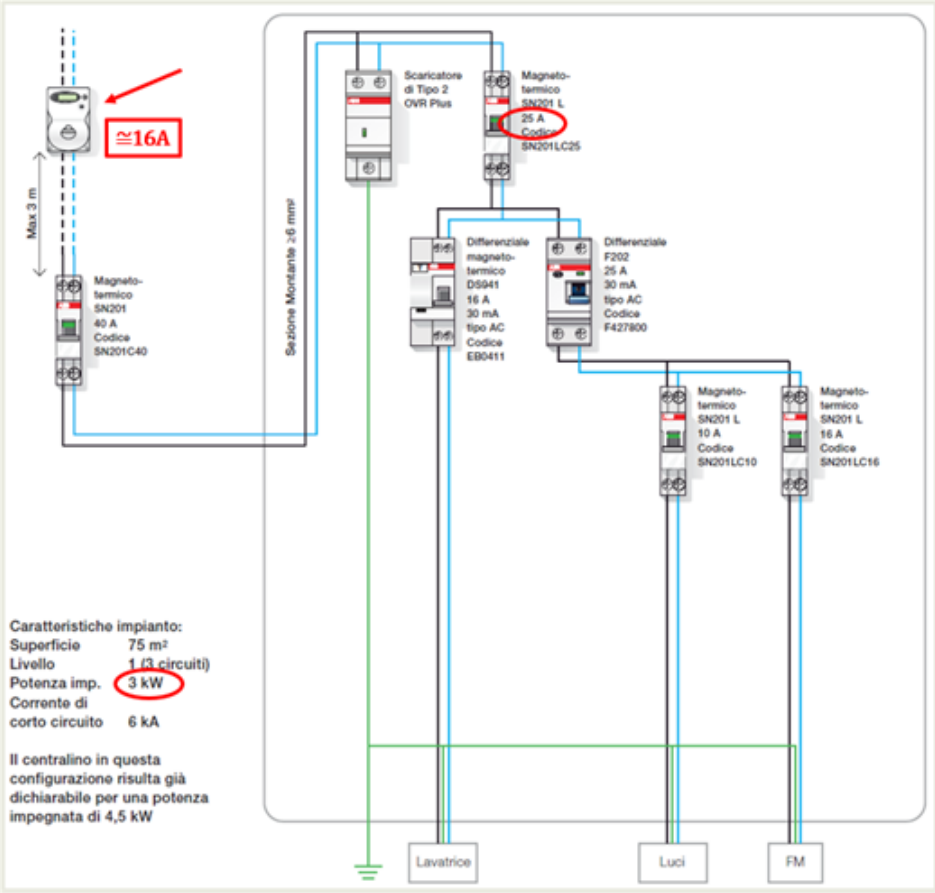 ≅16A
Max 3 m
Magneto-
termico
SN201
40 A
Codice
SN201C40
Sezione Montante ≥6 mm²
Scaricatore
di Tipo 2
OVR Plus
Magneto-
termico
SN201 L
25 A
Codice
SN201LC25
Differenziale
magneto-
termico
DS941
16 A
30 mA
tipo AC
Codice
EB0411
Differenziale
F202
25 A
30 mA
tipo AC
Codice
F427800
Magneto-
termico
SN201 L
10 A
Codice
SN201LC10
Magneto-
termico
SN201 L
16 A
Codice
SN201LC16
Caratteristiche impianto:
Superficie 75 m²
Livello 1 (3 circuiti)
Potenza imp. 3 kW
Corrente di
corto circuito 6 kA
Il centralino in questa
configurazione risulta già
dichiarabile per una potenza
impegnata di 4,5 kW
Lavatrice
Luci
FM